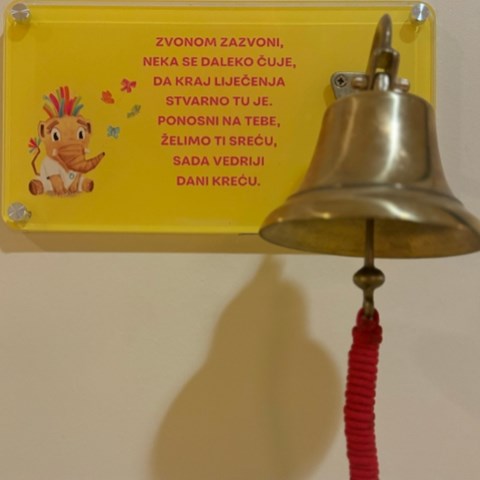 ZVONOM ZAZVONI,
NEKA SE DALEKO ČUJE,
DA KRAJ LIJEČENJA
STVARNO TU JE.
PONOSNI NA TEBE,
ŽELIMO TI SREĆU,
SADA VEDRIJI
DANI KREĆU.